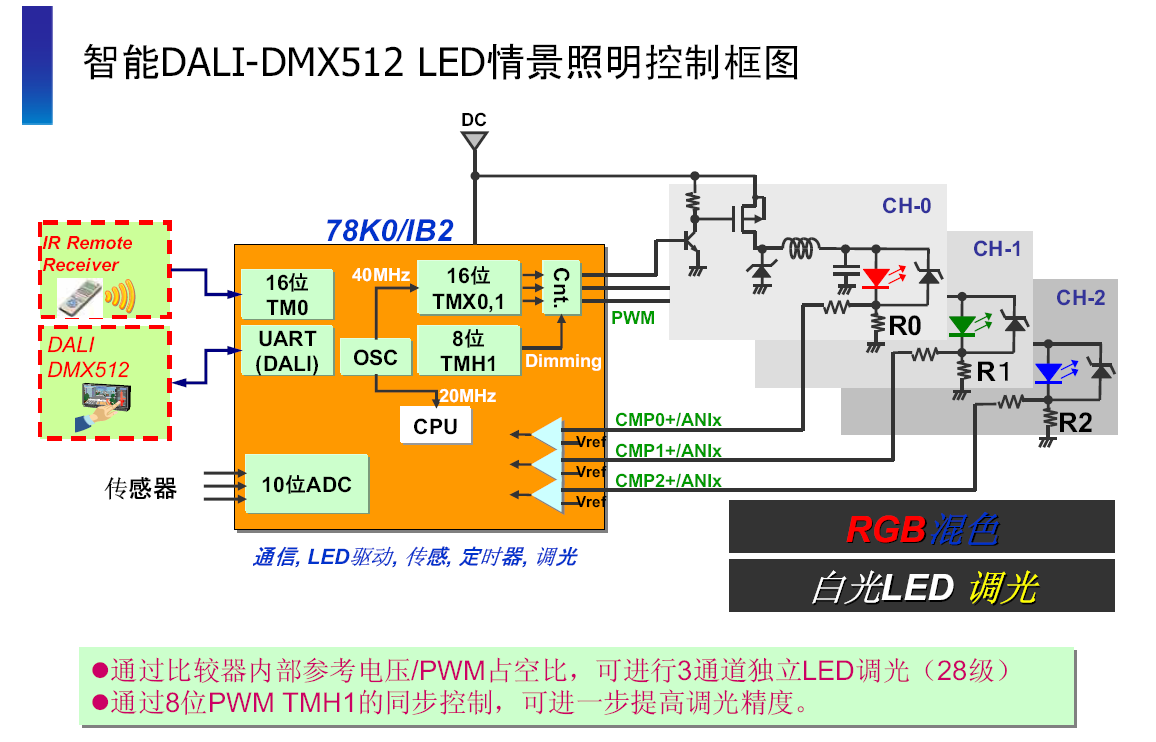 智能DALI-DMX512 LED情景照明控制框图
DC
78K0/IB2
CH-0
CH-1
CH-2
IR Remote
Receiver
DALI
DMX512
16位
TM0
UART
(DALI)
40MHz
16位
TMX0,1
Cnt.
OSC
8位
TMH1
Dimming
20MHz
CPU
PWM
R0
R1
R2
CMP0+/ANIx
Vref
CMP1+/ANIx
Vref
CMP2+/ANIx
Vref
传感器
10位ADC
通信, LED驱动, 传感, 定时器, 调光
RGB混色
白光LED 调光
●通过比较器内部参考电压/PWM占空比，可进行3通道独立LED调光（28级）
●通过8位PWM TMH1的同步控制，可进一步提高调光精度。